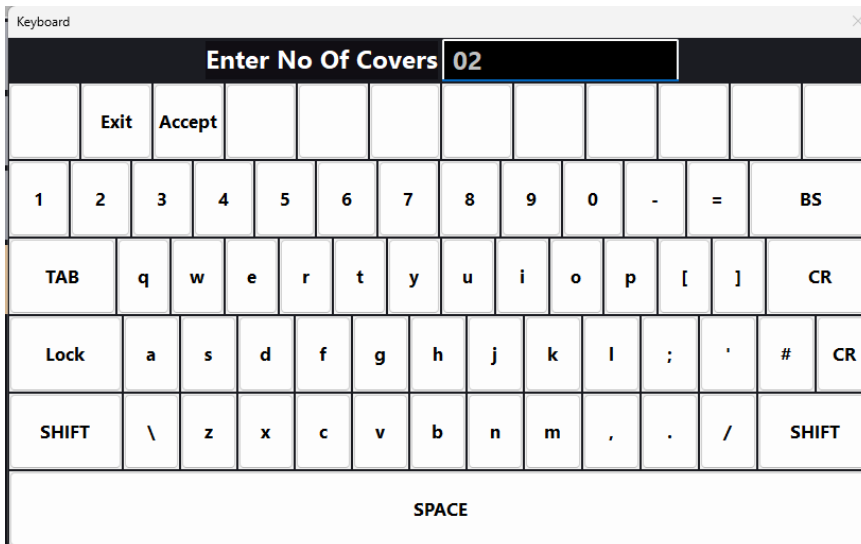 Keyboard
Enter No Of Covers 02
Exit Accept
1 2 3 4 5 6 7 8 9 0 - = BS
TAB q w e r t y u i o p [ ] CR
Lock a s d f g h j k l ; ' # CR
SHIFT \ z x c v b n m , . / SHIFT
SPACE